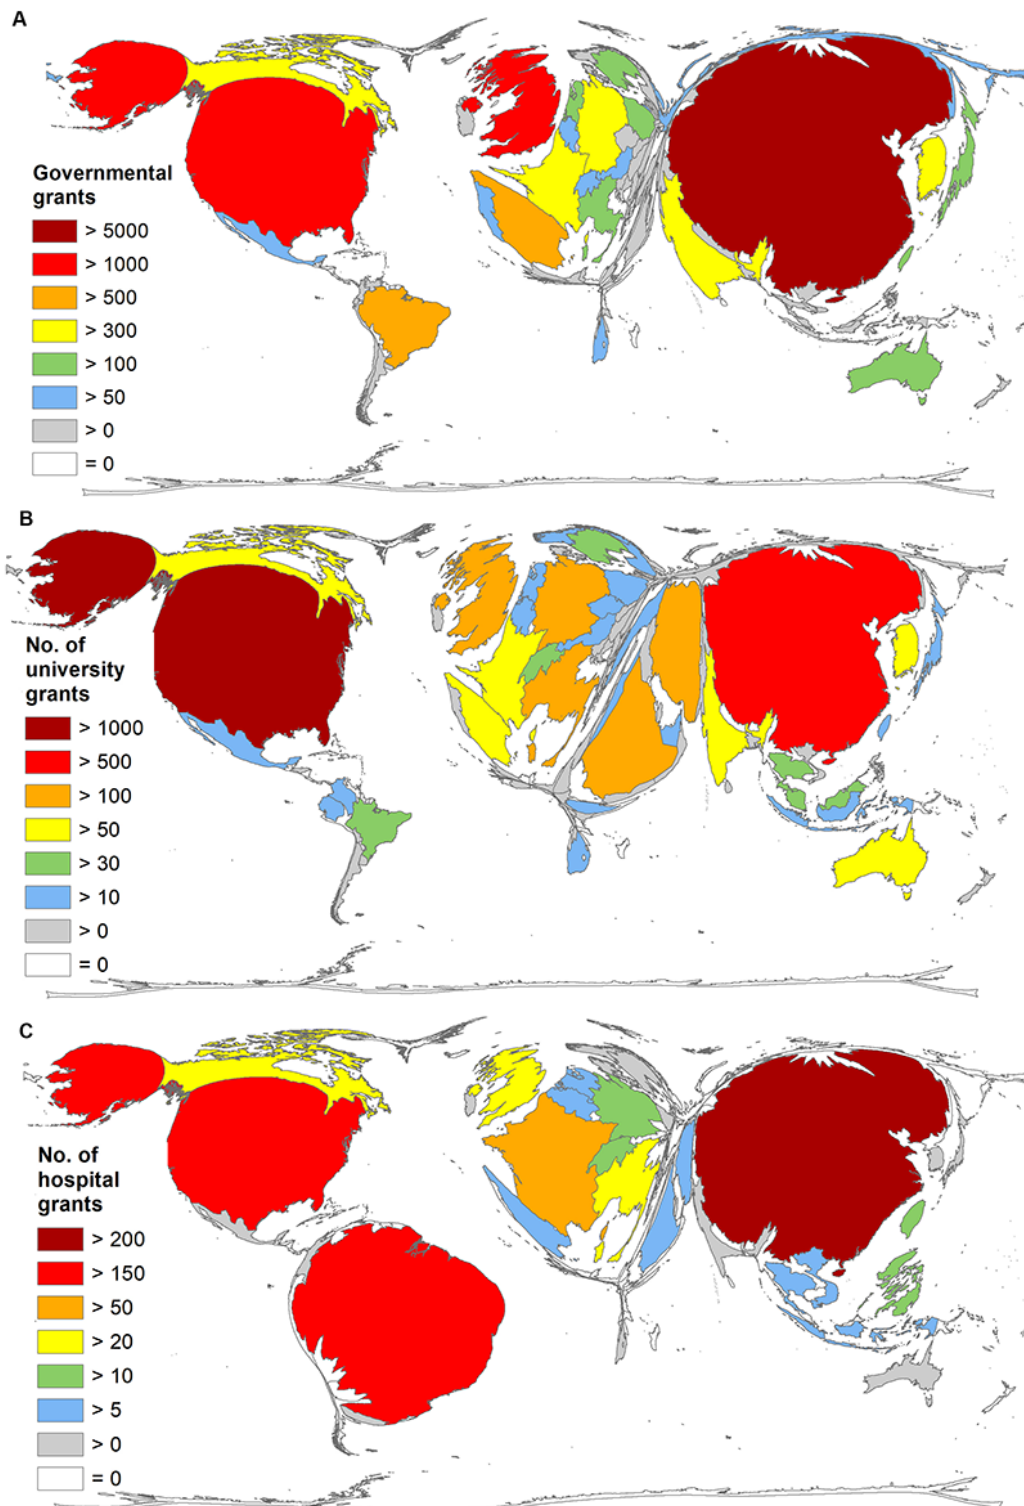 A
Governmental
grants
> 5000
> 1000
> 500
> 300
> 100
> 50
> 0
= 0
B
No. of
university
grants
> 1000
> 500
> 100
> 50
> 30
> 10
> 0
= 0
C
No. of
hospital
grants
> 200
> 150
> 50
> 20
> 10
> 5
> 0
= 0